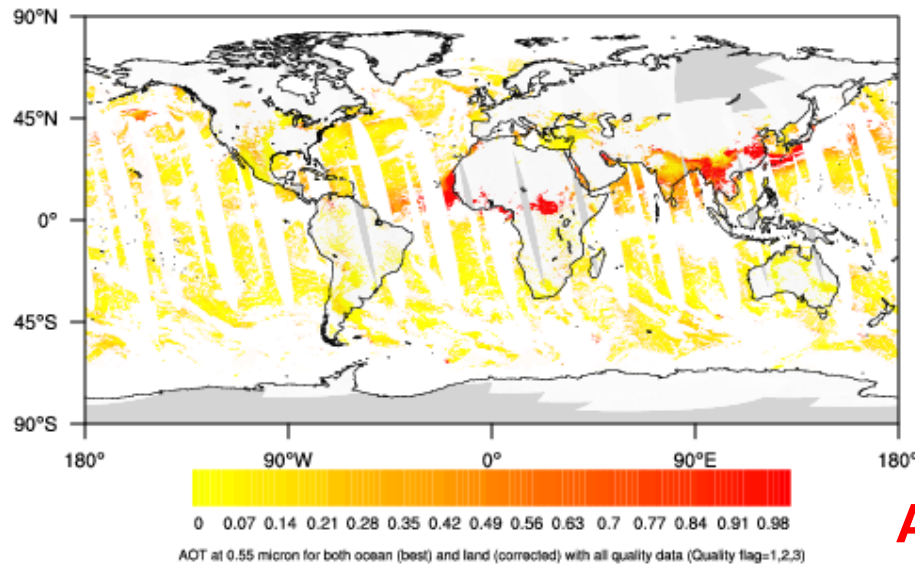 90°N
45°N
0°
45°S
90°S
180° 90°W 0° 90°E 180°
0 0.07 0.14 0.21 0.28 0.35 0.42 0.49 0.56 0.63 0.7 0.77 0.84 0.91 0.98
A
AOT at 0.55 micron for both ocean (best) and land (corrected) with all quality data (Quality flag=1,2,3)